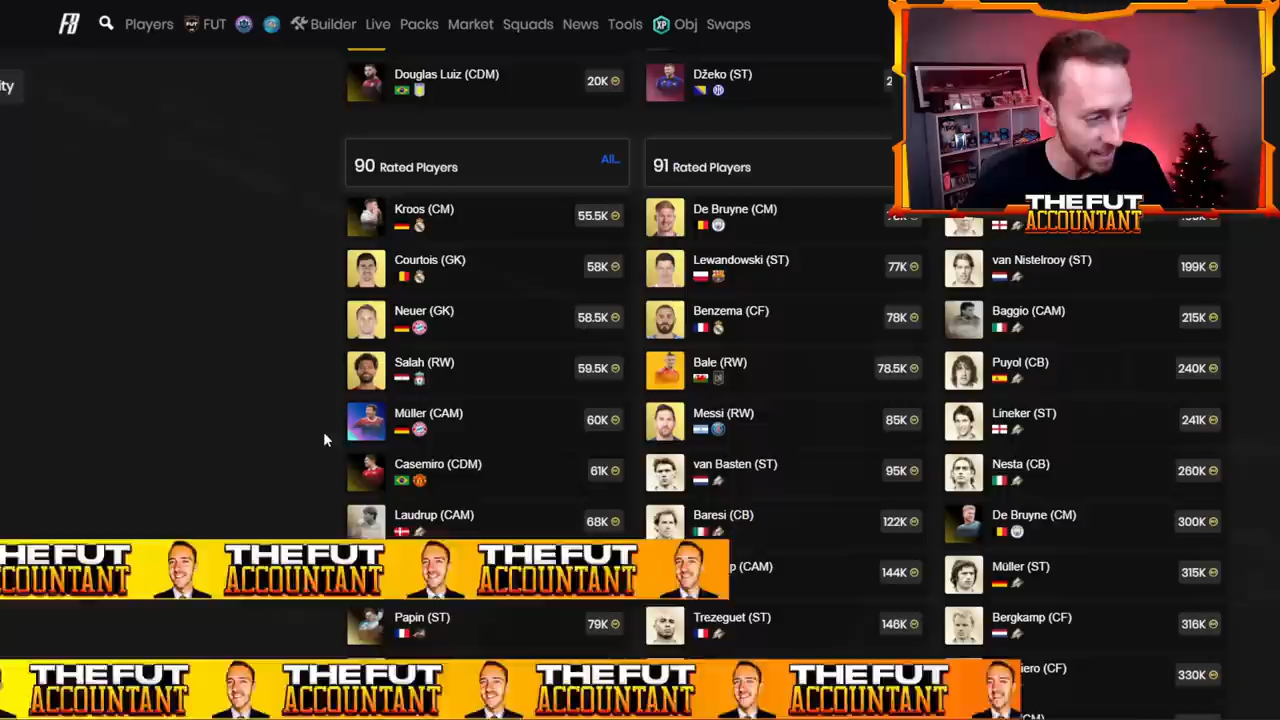 FB Players FUT Builder Live Packs Market Squads News Tools XP Obj Swaps
ity
Douglas Luiz (CDM) 20K
Džeko (ST)
90 Rated Players All..
Kroos (CM) 55.5K
Courtois (GK) 58K
Neuer (GK) 58.5K
Salah (RW) 59.5K
Müller (CAM) 60K
Casemiro (CDM) 61K
Laudrup (CAM) 68K
Papin (ST) 79K
91 Rated Players
De Bruyne (CM)
Lewandowski (ST) 77K
Benzema (CF) 78K
Bale (RW) 78.5K
Messi (RW) 85K
van Basten (ST) 95K
Baresi (CB) 122K
p (CAM) 144K
Trezeguet (ST) 146K
van Nistelrooy (ST) 199K
Baggio (CAM) 215K
Puyol (CB) 240K
Lineker (ST) 241K
Nesta (CB) 260K
De Bruyne (CM) 300K
Müller (ST) 315K
Bergkamp (CF) 316K
iero (CF) 330K
THE FUT
ACCOUNTANT
HE FUT
CCOUNTANT
THE FUT
ACCOUNTANT
THE FUT
ACCOUNTANT
THE FUT
ACCOUNTANT
THE FUT
ACCOUNTANT
THE FUT
ACCOUNTANT
THE FUT
ACCOUNTANT